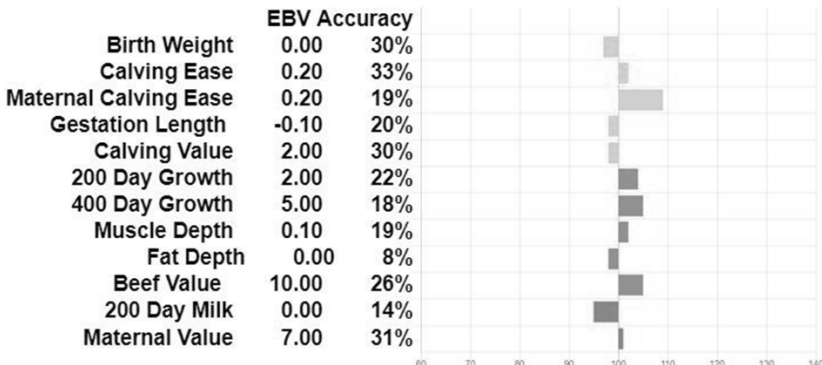 EBV Accuracy
Birth Weight 0.00 30%
Calving Ease 0.20 33%
Maternal Calving Ease 0.20 19%
Gestation Length -0.10 20%
Calving Value 2.00 30%
200 Day Growth 2.00 22%
400 Day Growth 5.00 18%
Muscle Depth 0.10 19%
Fat Depth 0.00 8%
Beef Value 10.00 26%
200 Day Milk 0.00 14%
Maternal Value 7.00 31%
60 70 80 90 100 110 120 130 140